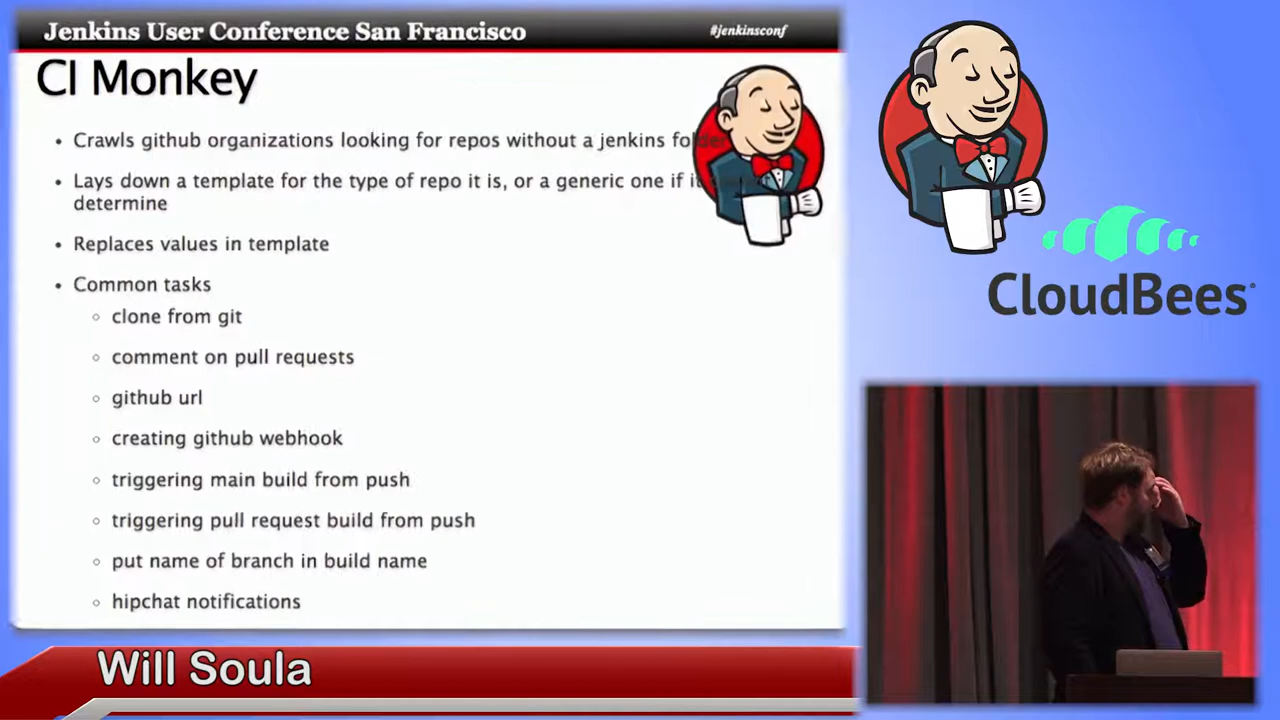 Jenkins User Conference San Francisco
#jenkinsconf
CI Monkey
• Crawls github organizations looking for repos without a jenkins folder
• Lays down a template for the type of repo it is, or a generic one if it
determine
• Replaces values in template
• Common tasks
◦ clone from git
◦ comment on pull requests
◦ github url
◦ creating github webhook
◦ triggering main build from push
◦ triggering pull request build from push
◦ put name of branch in build name
◦ hipchat notifications
CloudBees
Will Soula